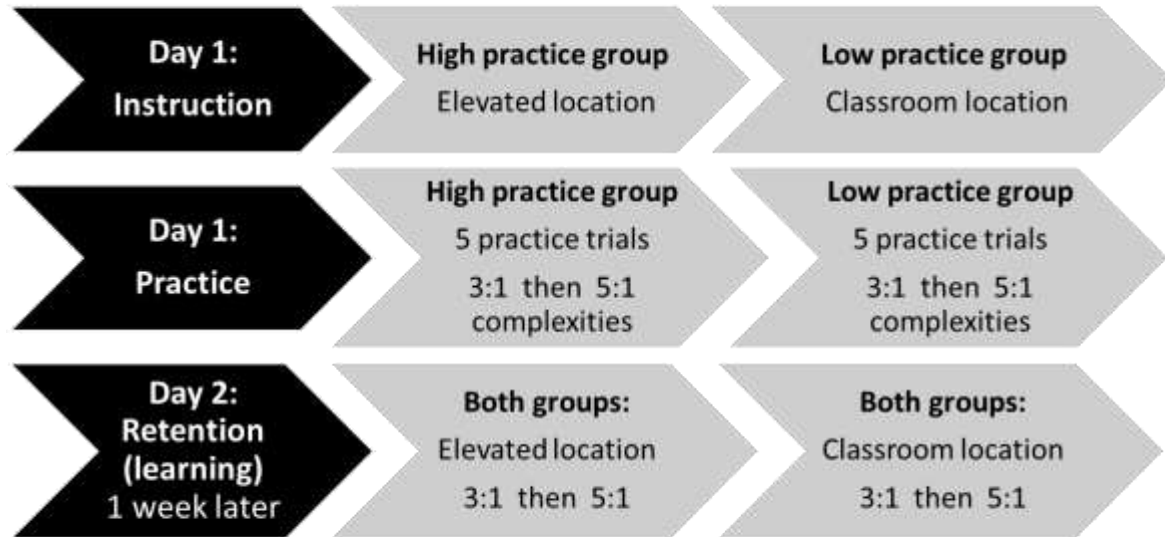 Day 1:
Instruction
High practice group
Elevated location
Low practice group
Classroom location
Day 1:
Practice
High practice group
5 practice trials
3:1 then 5:1
complexities
Low practice group
5 practice trials
3:1 then 5:1
complexities
Day 2:
Retention
(learning)
1 week later
Both groups:
Elevated location
3:1 then 5:1
Both groups:
Classroom location
3:1 then 5:1